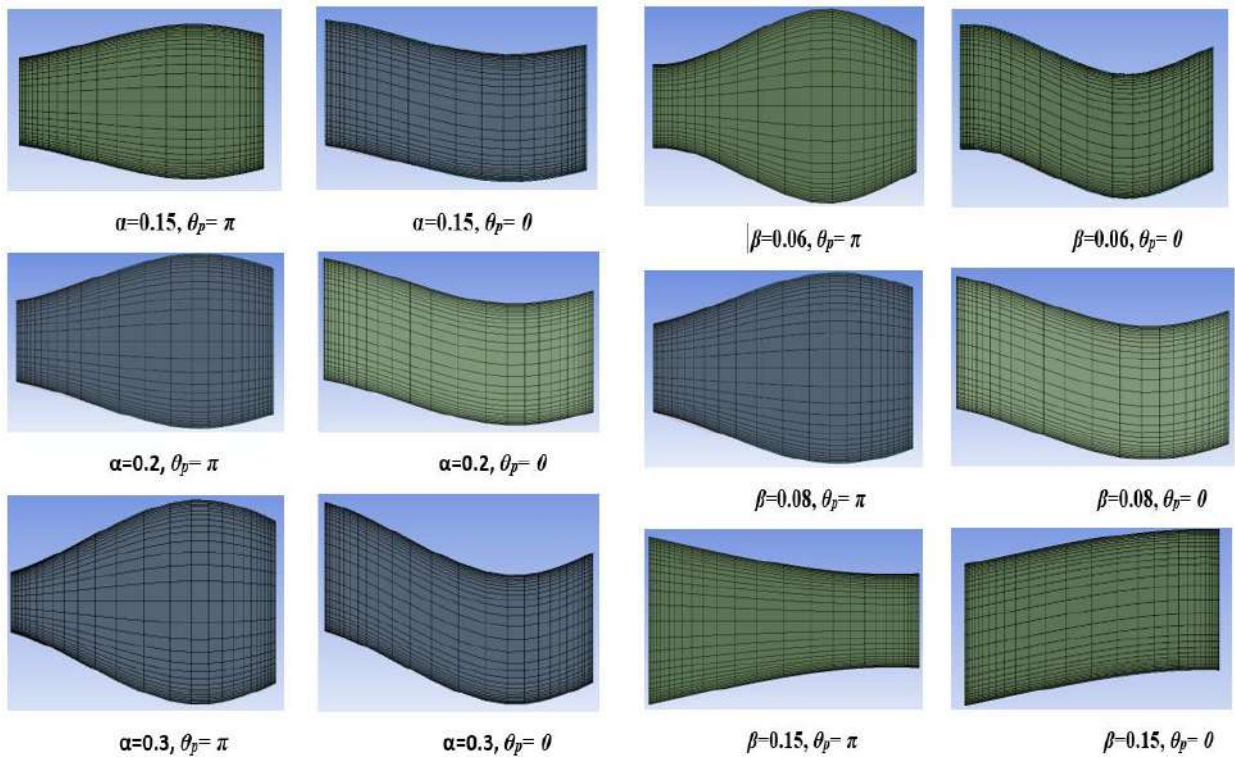 α=0.15, θp= π
α=0.15, θp= 0
β=0.06, θp= π
β=0.06, θp= 0
α=0.2, θp= π
α=0.2, θp= 0
β=0.08, θp= π
β=0.08, θp= 0
α=0.3, θp= π
α=0.3, θp= 0
β=0.15, θp= π
β=0.15, θp= 0